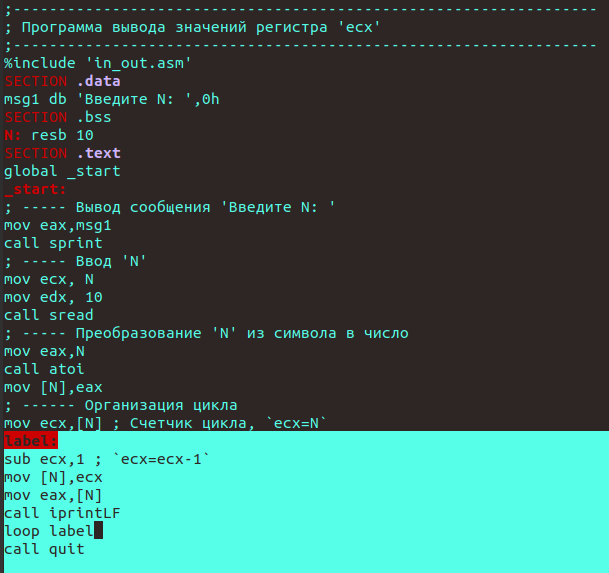 ;-----------------------------------------------------------------
; Программа вывода значений регистра 'ecx'
;-----------------------------------------------------------------
%include 'in_out.asm'
SECTION .data
msg1 db 'Введите N: ',0h
SECTION .bss
N: resb 10
SECTION .text
global _start
_start:
; ----- Вывод сообщения 'Введите N: '
mov eax,msg1
call sprint
; ----- Ввод 'N'
mov ecx, N
mov edx, 10
call sread
; ----- Преобразование 'N' из символа в число
mov eax,N
call atoi
mov [N],eax
; ------ Организация цикла
mov ecx,[N] ; Счетчик цикла, `ecx=N`
label:
sub ecx,1 ; `ecx=ecx-1`
mov [N],ecx
mov eax,[N]
call iprintLF
loop label
call quit